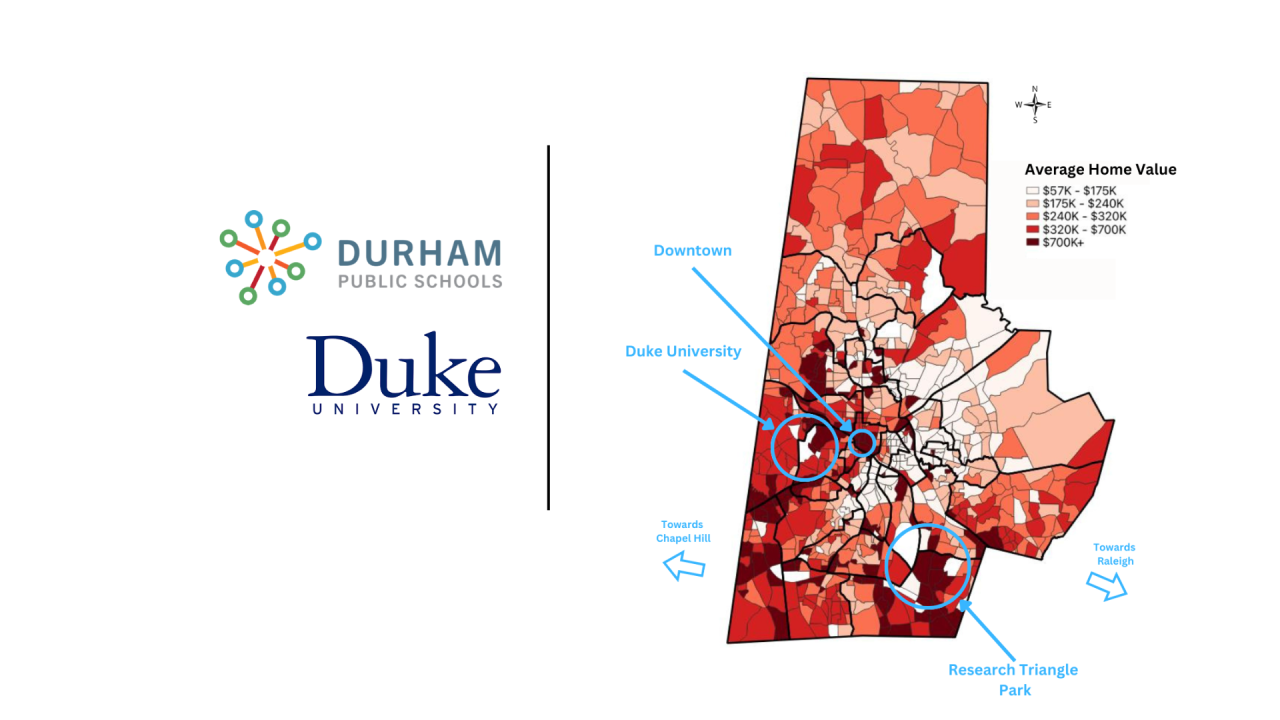 DURHAM
PUBLIC SCHOOLS
Duke
UNIVERSITY
Downtown
Duke University
Towards
Chapel Hill
N
W E
S
Average Home Value
$57K - $175K
$175K - $240K
$240K - $320K
$320K - $700K
$700K+
Towards
Raleigh
Research Triangle
Park